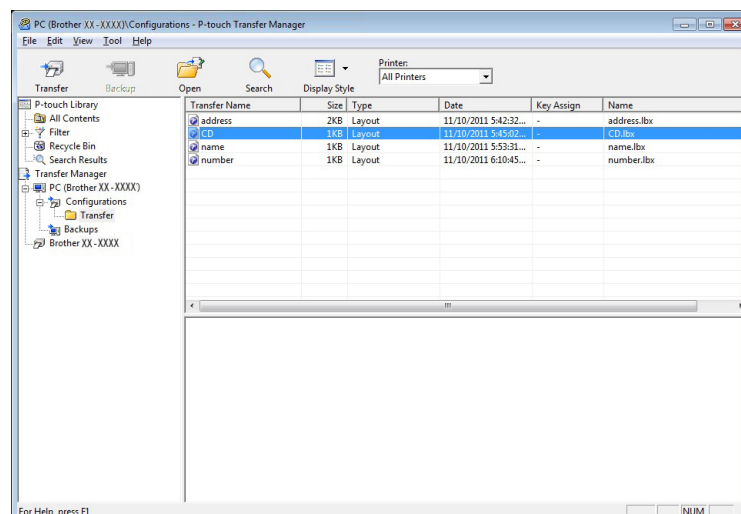 PC (Brother XX-XXXX)\Configurations - P-touch Transfer Manager
File Edit View Tool Help
Printer:
All Printers
Transfer Backup Open Search Display Style
P-touch Library
All Contents
Filter
Recycle Bin
Search Results
Transfer Manager
PC (Brother XX-XXXX)
Configurations
Transfer
Backups
Brother XX-XXXX
Transfer Name Size Type Date Key Assign Name
address 2KB Layout 11/10/2011 5:42:32... - address.lbx
CD 1KB Layout 11/10/2011 5:45:02... - CD.lbx
name 1KB Layout 11/10/2011 5:53:31... - name.lbx
number 1KB Layout 11/10/2011 6:10:45... - number.lbx
For Help, press F1
NUM